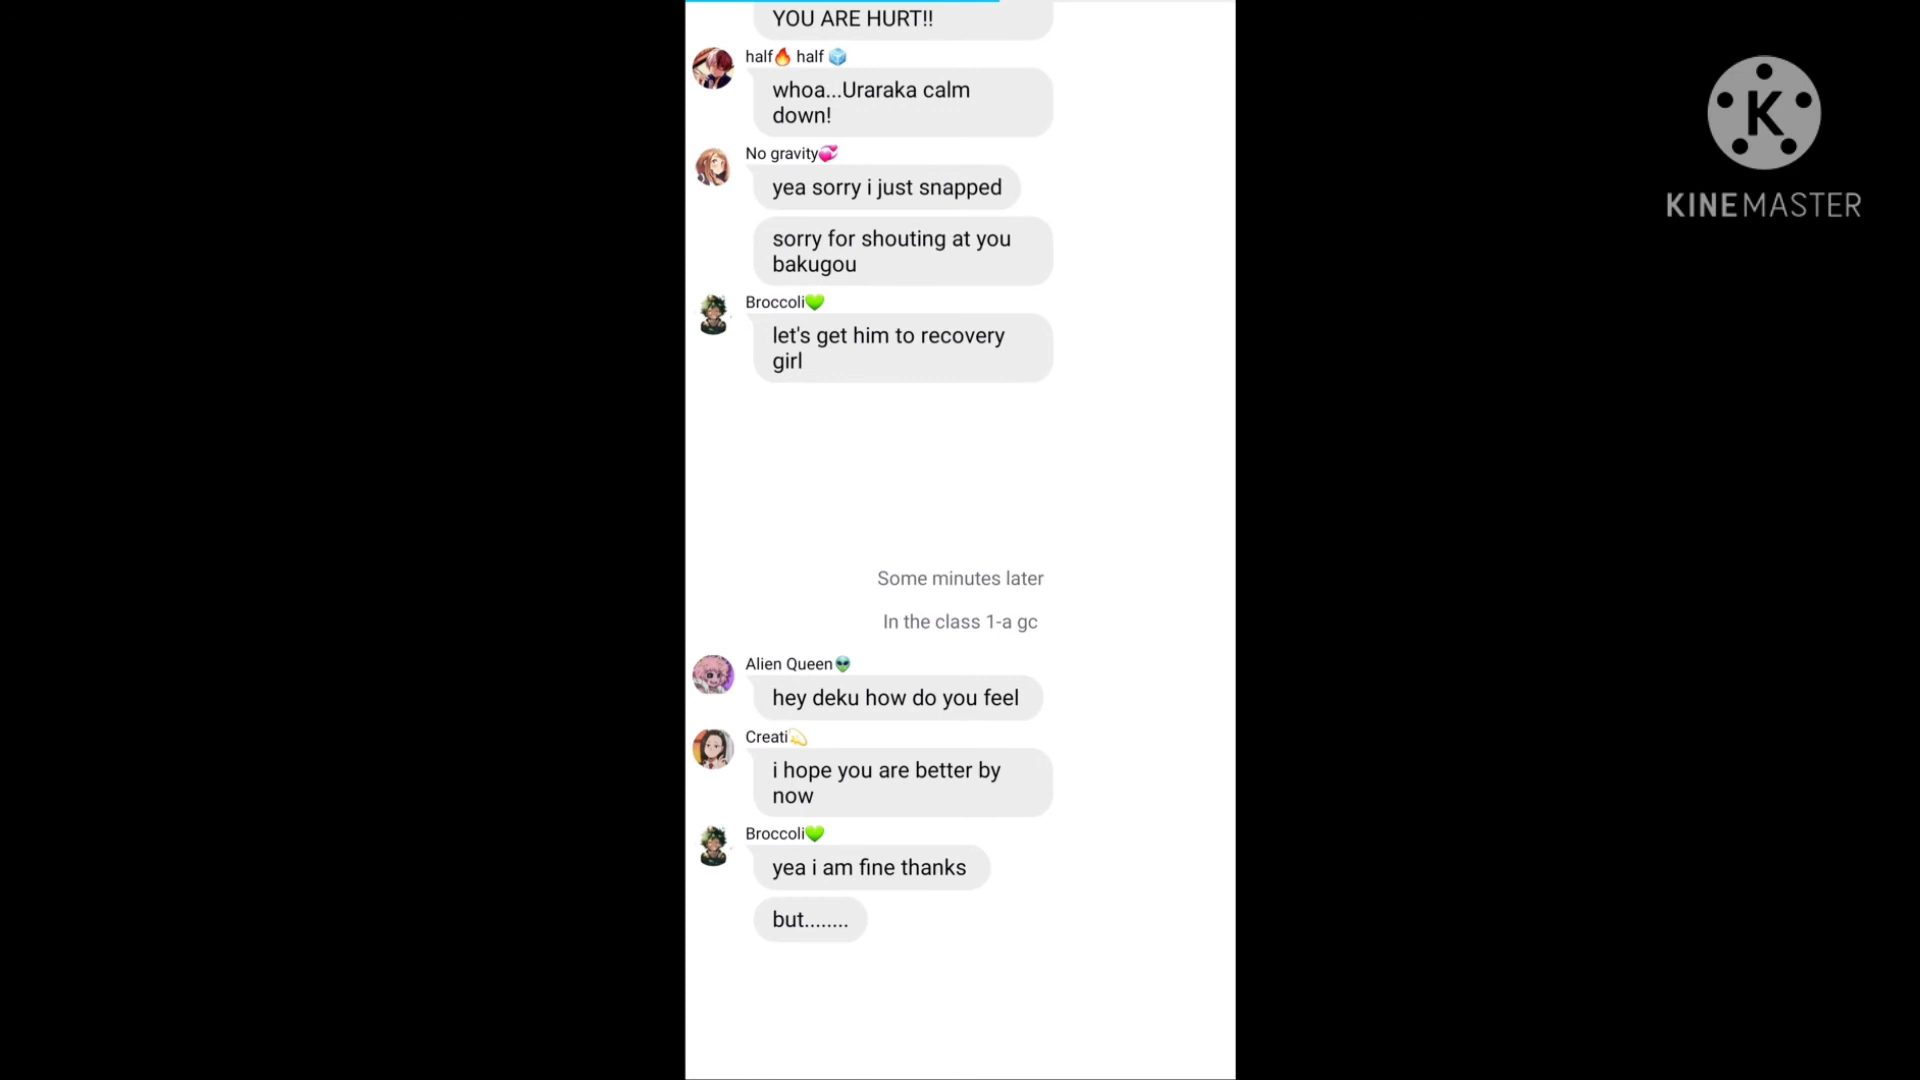 YOU ARE HURT!!
half🔥 half 🧊
whoa...Uraraka calm
down!
No gravity💞
yea sorry i just snapped
sorry for shouting at you
bakugou
Broccoli💚
let's get him to recovery
girl
Some minutes later
In the class 1-a gc
Alien Queen👽
hey deku how do you feel
Creati💫
i hope you are better by
now
Broccoli💚
yea i am fine thanks
but........
K
KINEMASTER